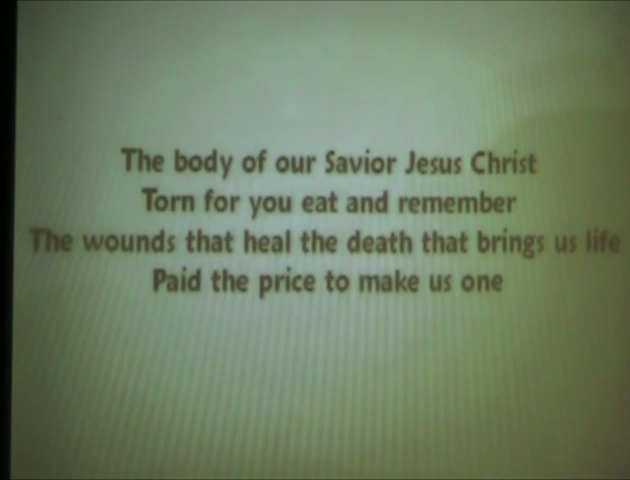 The body of our Savior Jesus Christ
Torn for you eat and remember
The wounds that heal the death that brings us life
Paid the price to make us one